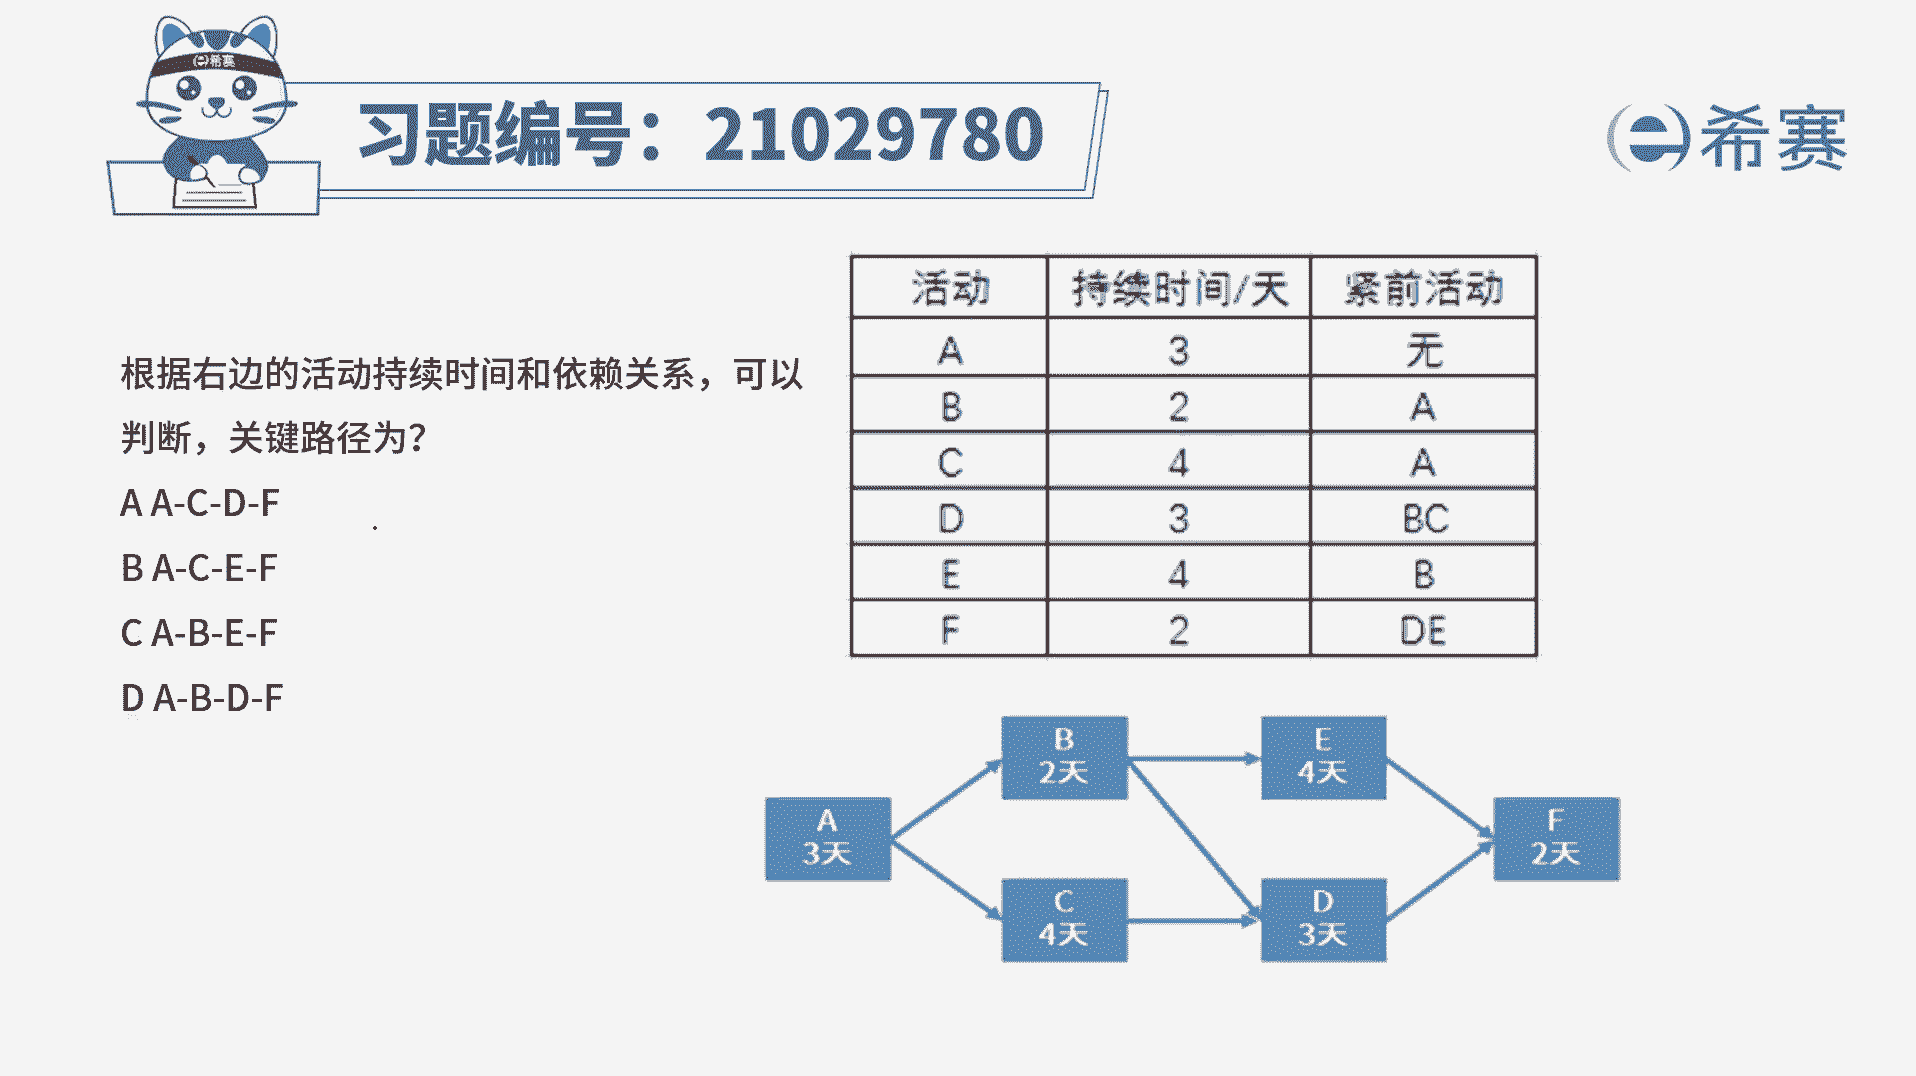 e希赛
习题编号：21029780
e希赛
根据右边的活动持续时间和依赖关系，可以
判断，关键路径为？
A A-C-D-F
B A-C-E-F
C A-B-E-F
D A-B-D-F
活动 持续时间/天 紧前活动
A 3 无
B 2 A
C 4 A
D 3 BC
E 4 B
F 2 DE
B
2天
E
4天
A
3天
F
2天
C
4天
D
3天